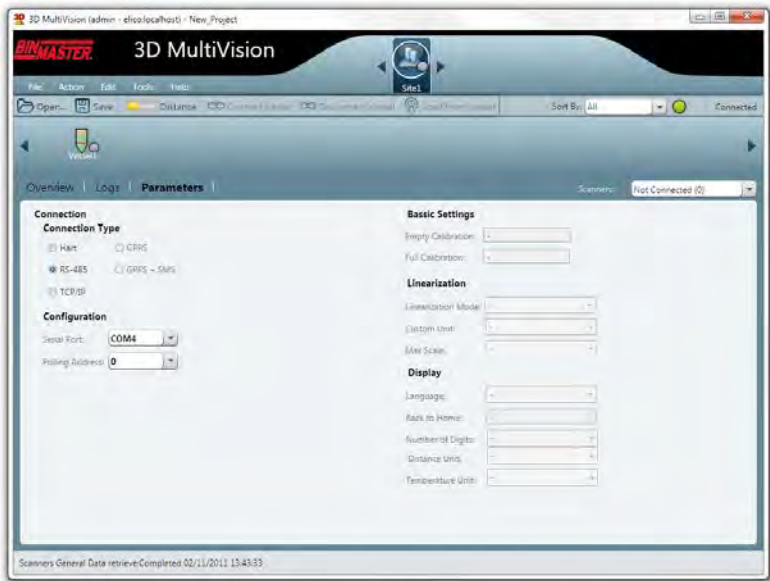 3D MultiVision (admin - elico.localhost) - New_Project
BINMASTER 3D MultiVision
File Action Edit Tools Help
Site1
Open... Save Distance Connect Sort By: All Connected
Vessel1
Overview | Logs | Parameters |
Scanners: Not Connected (0)
Connection
Connection Type
Hart GPRS
RS-485 GPRS - SMS
TCP/IP
Configuration
Serial Port: COM4
Polling Address: 0
Basic Settings
Empty Calibration: -
Full Calibration: -
Linearization
Linearization Mode: -
Custom Unit: -
Max Scale: -
Display
Language: -
Back to Home: -
Number of Digits: -
Distance Unit: -
Temperature Unit: -
Scanners General Data retrieve:Completed 02/11/2011 13:43:33